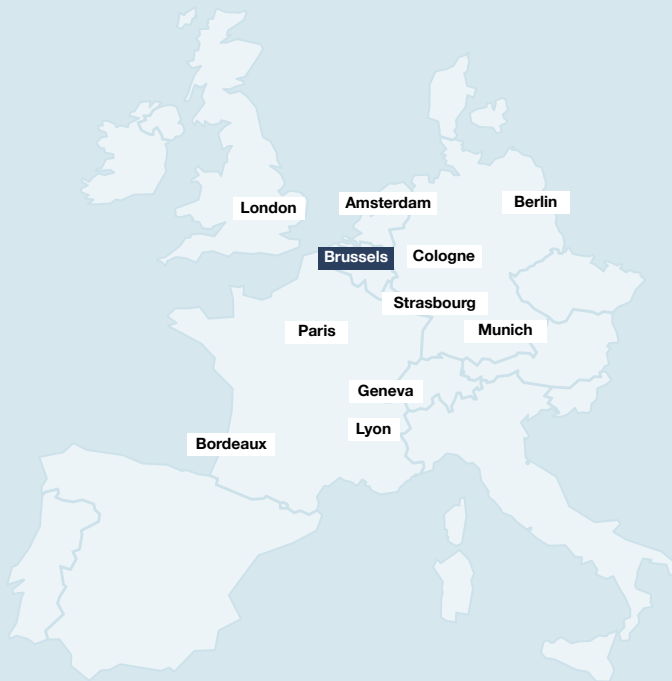 Berlin
Amsterdam
London
Brussels
Cologne
Strasbourg
Paris
Munich
Geneva
Lyon
Bordeaux